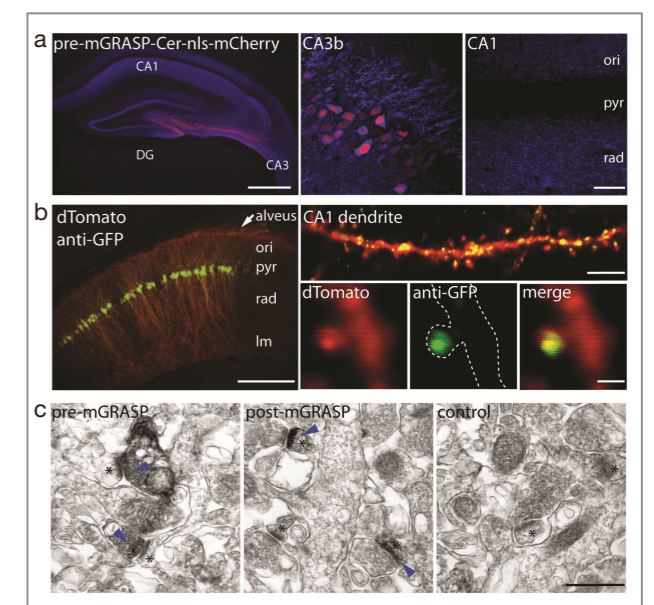 a
pre-mGRASP-Cer-nls-mCherry
CA1
DG
CA3
CA3b
CA1
ori
pyr
rad
b
dTomato
anti-GFP
alveus
ori
pyr
rad
lm
CA1 dendrite
dTomato
anti-GFP
merge
c
pre-mGRASP
*
*
post-mGRASP
*
*
*
control
*
*